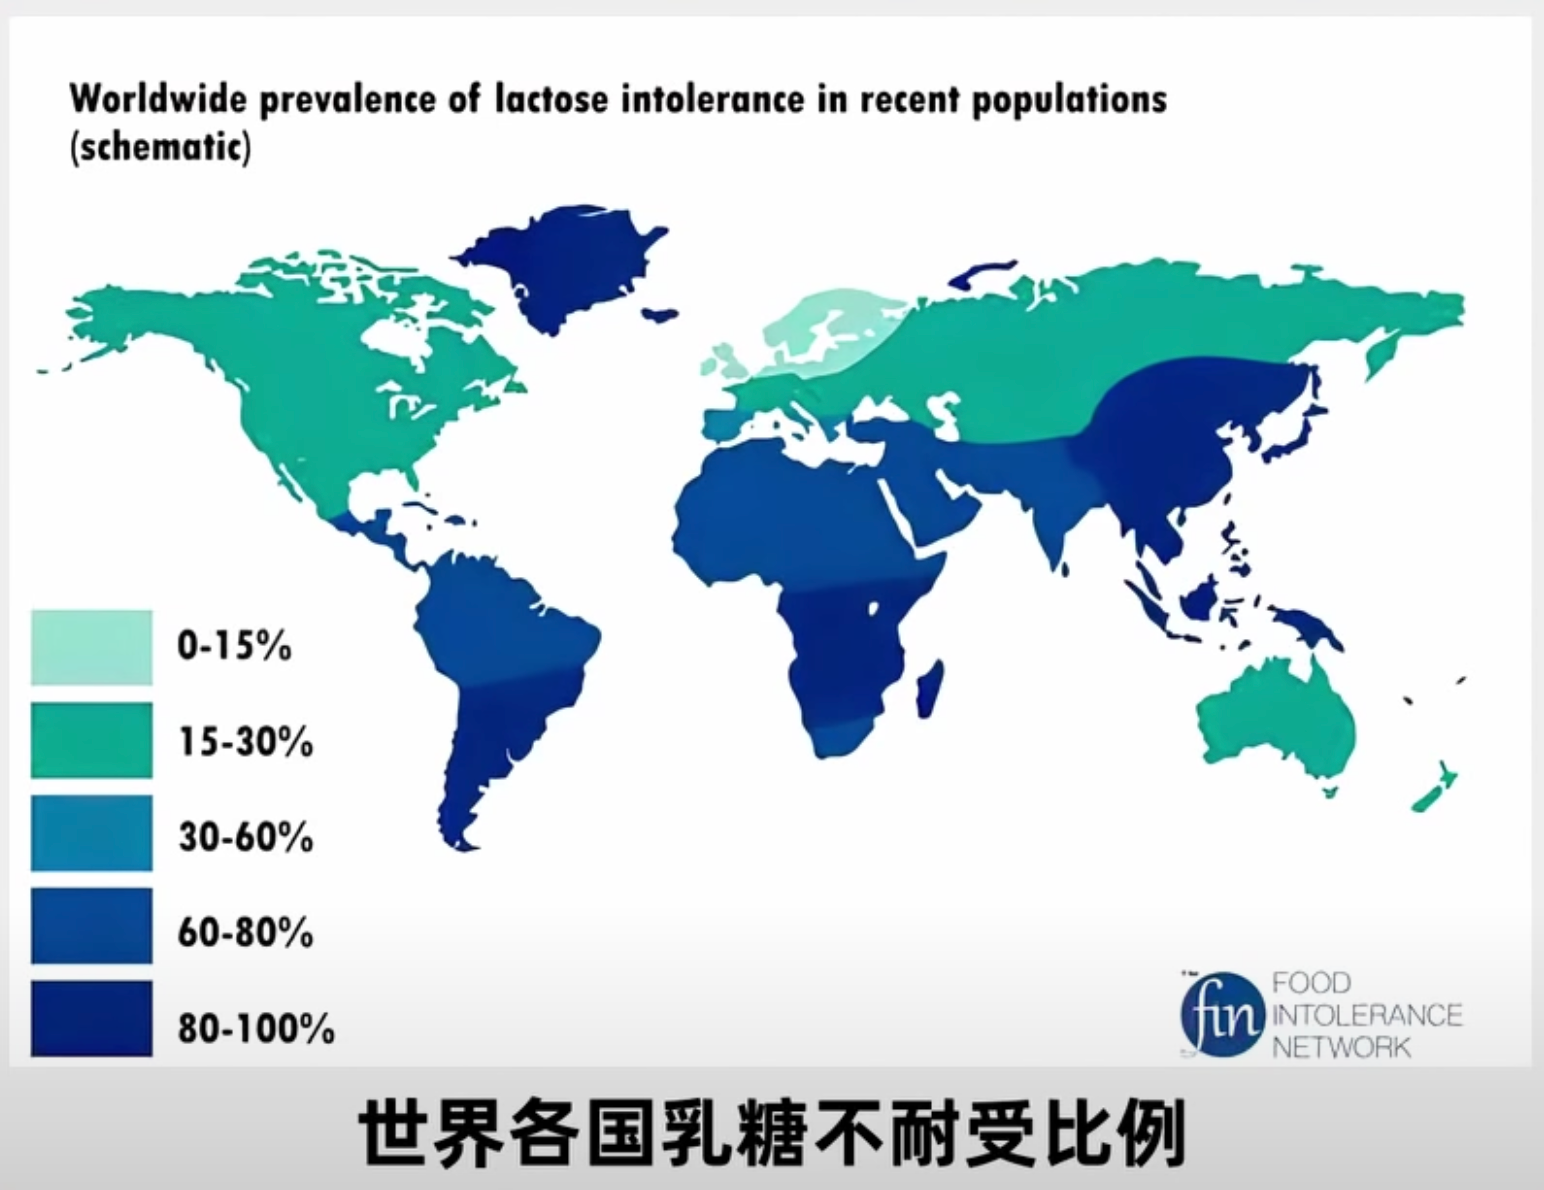 Worldwide prevalence of lactose intolerance in recent populations
(schematic)
0-15%
15-30%
30-60%
60-80%
80-100%
fin
FOOD
INTOLERANCE
NETWORK
世界各国乳糖不耐受比例